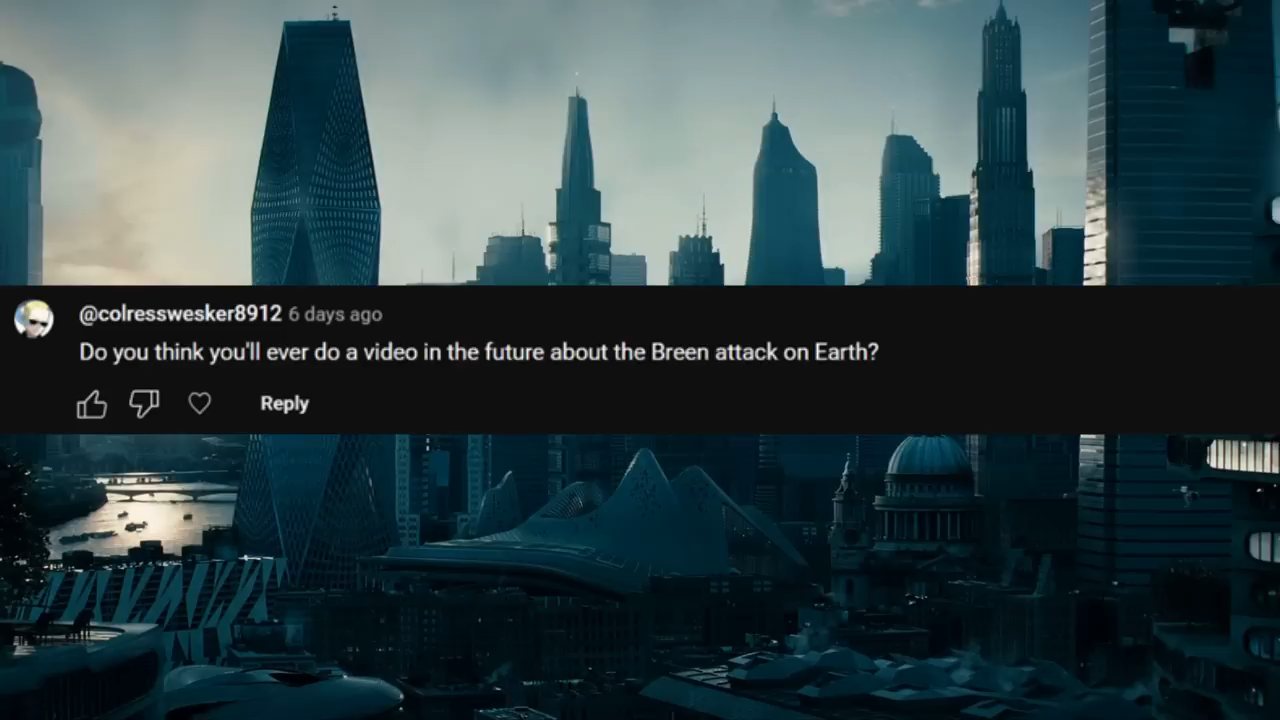 @colresswesker8912 6 days ago
Do you think you'll ever do a video in the future about the Breen attack on Earth?
Reply